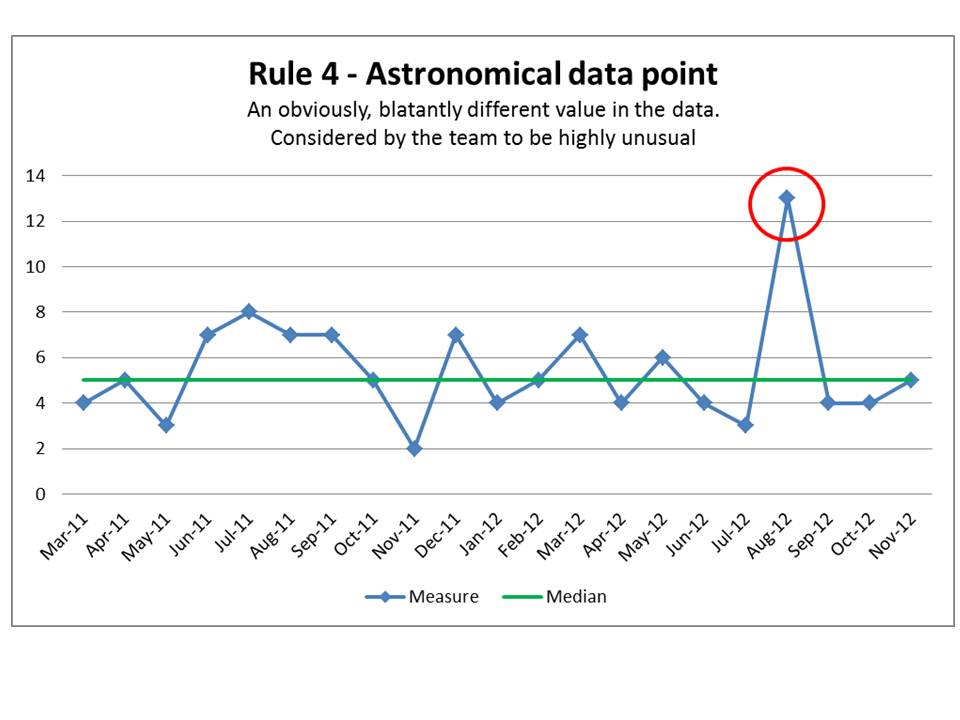 Rule 4 - Astronomical data point
An obviously, blatantly different value in the data.
Considered by the team to be highly unusual
14
12
10
8
6
4
2
0
Mar-11
Apr-11
May-11
Jun-11
Jul-11
Aug-11
Sep-11
Oct-11
Nov-11
Dec-11
Jan-12
Feb-12
Mar-12
Apr-12
May-12
Jun-12
Jul-12
Aug-12
Sep-12
Oct-12
Nov-12
Measure
Median